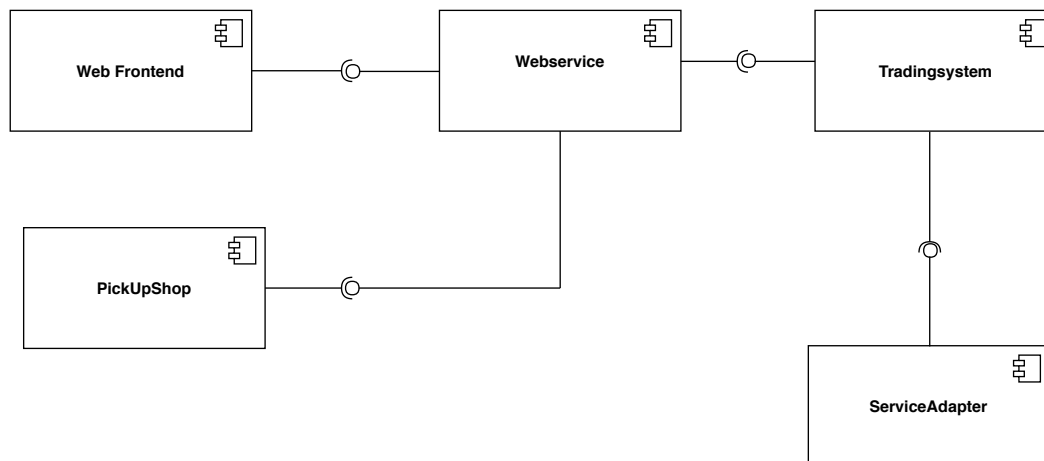 Web Frontend
Webservice
Tradingsystem
PickUpShop
ServiceAdapter